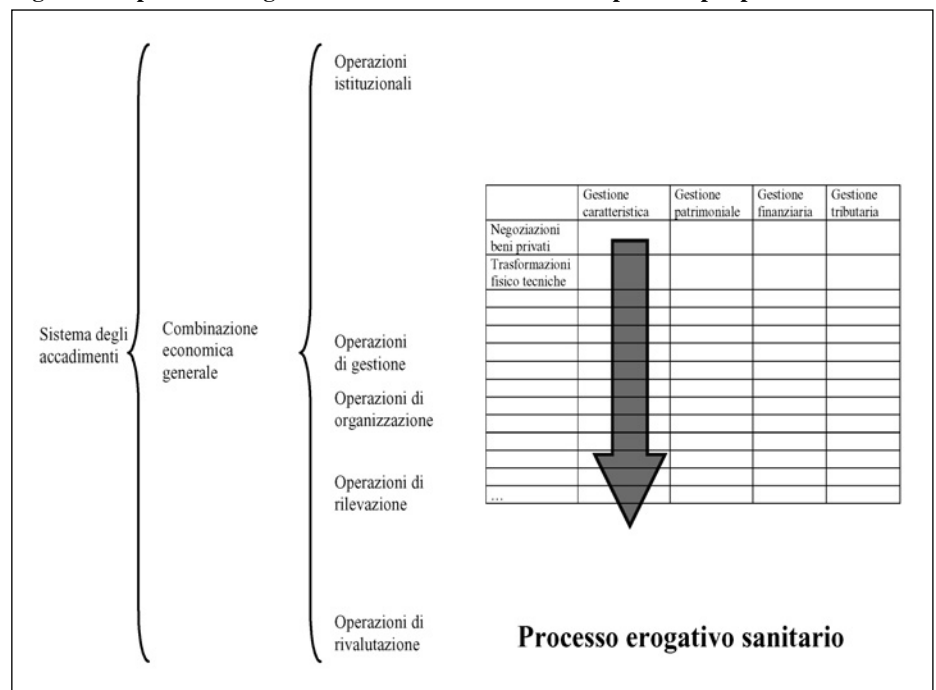 Operazioni
istituzionali
Sistema degli
accadimenti
Combinazione
economica
generale
Operazioni
di gestione
Operazioni di
organizzazione
Operazioni di
rilevazione
Operazioni di
rivalutazione
Gestione
caratteristica
Gestione
patrimoniale
Gestione
finanziaria
Gestione
tributaria
Negoziazioni
beni privati
Trasformazioni
fisico tecniche
...
Processo erogativo sanitario